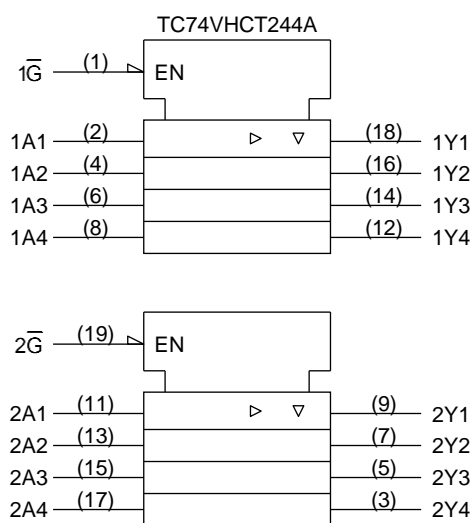 TC74VHCT244A
1G̅ (1) EN
1A1 (2) (18) 1Y1
1A2 (4) (16) 1Y2
1A3 (6) (14) 1Y3
1A4 (8) (12) 1Y4
2G̅ (19) EN
2A1 (11) (9) 2Y1
2A2 (13) (7) 2Y2
2A3 (15) (5) 2Y3
2A4 (17) (3) 2Y4